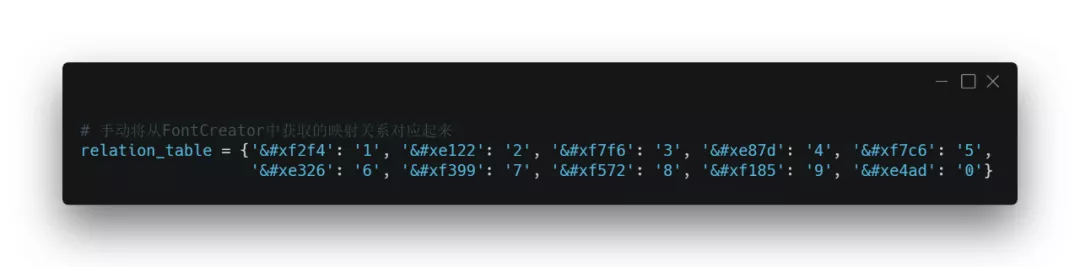 # 手动将从FontCreator中获取的映射关系对应起来
relation_table = {'&#xf2f4': '1', '&#xe122': '2', '&#xf7f6': '3', '&#xe87d': '4', '&#xf7c6': '5',
'&#xe326': '6', '&#xf399': '7', '&#xf572': '8', '&#xf185': '9', '&#xe4ad': '0'}